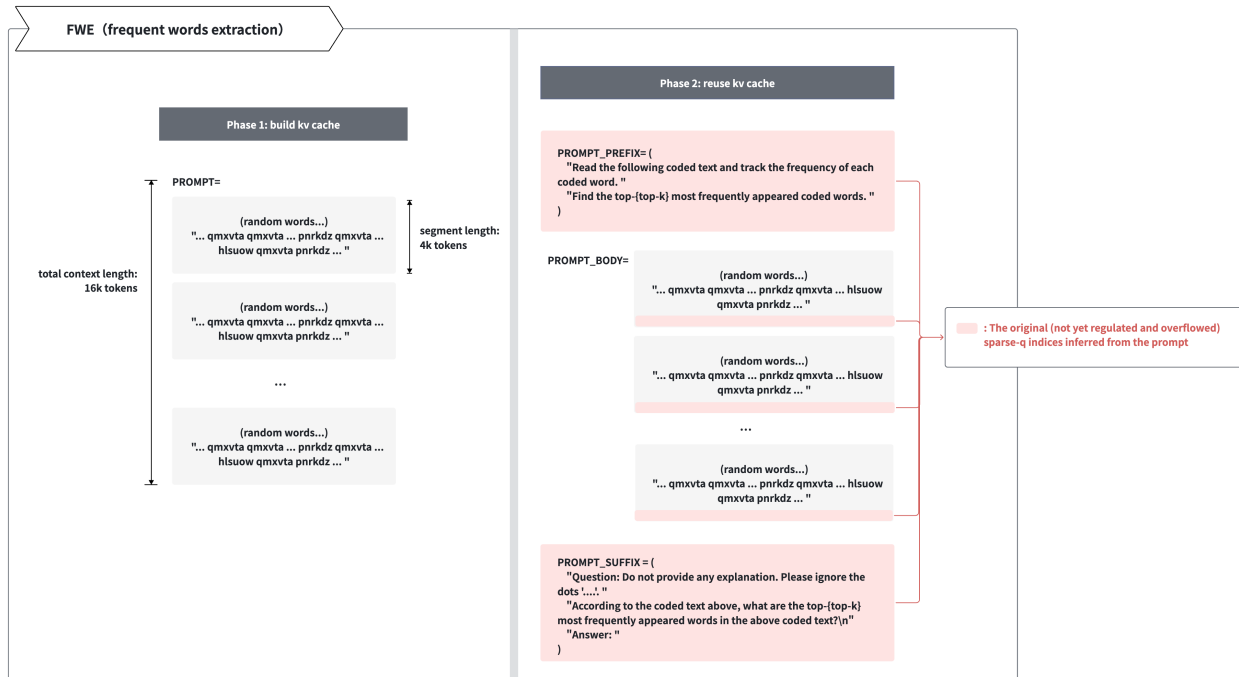 FWE（frequent words extraction）
Phase 1: build kv cache
PROMPT=
(random words...)
"... qmxvta qmxvta ... pnrkdz qmxvta ...
hlsuow qmxvta pnrkdz ... "
segment length:
4k tokens
total context length:
16k tokens
(random words...)
"... qmxvta qmxvta ... pnrkdz qmxvta ...
hlsuow qmxvta pnrkdz ... "
...
(random words...)
"... qmxvta qmxvta ... pnrkdz qmxvta ...
hlsuow qmxvta pnrkdz ... "
Phase 2: reuse kv cache
PROMPT_PREFIX= (
"Read the following coded text and track the frequency of each
coded word. "
"Find the top-{top-k} most frequently appeared coded words. "
)
PROMPT_BODY=
(random words...)
"... qmxvta qmxvta ... pnrkdz qmxvta ... hlsuow
qmxvta pnrkdz ... "
(random words...)
"... qmxvta qmxvta ... pnrkdz qmxvta ... hlsuow
qmxvta pnrkdz ... "
...
(random words...)
"... qmxvta qmxvta ... pnrkdz qmxvta ... hlsuow
qmxvta pnrkdz ... "
PROMPT_SUFFIX = (
"Question: Do not provide any explanation. Please ignore the
dots '....'. "
"According to the coded text above, what are the top-{top-k}
most frequently appeared words in the above coded text?\n"
"Answer: "
)
: The original (not yet regulated and overflowed)
sparse-q indices inferred from the prompt